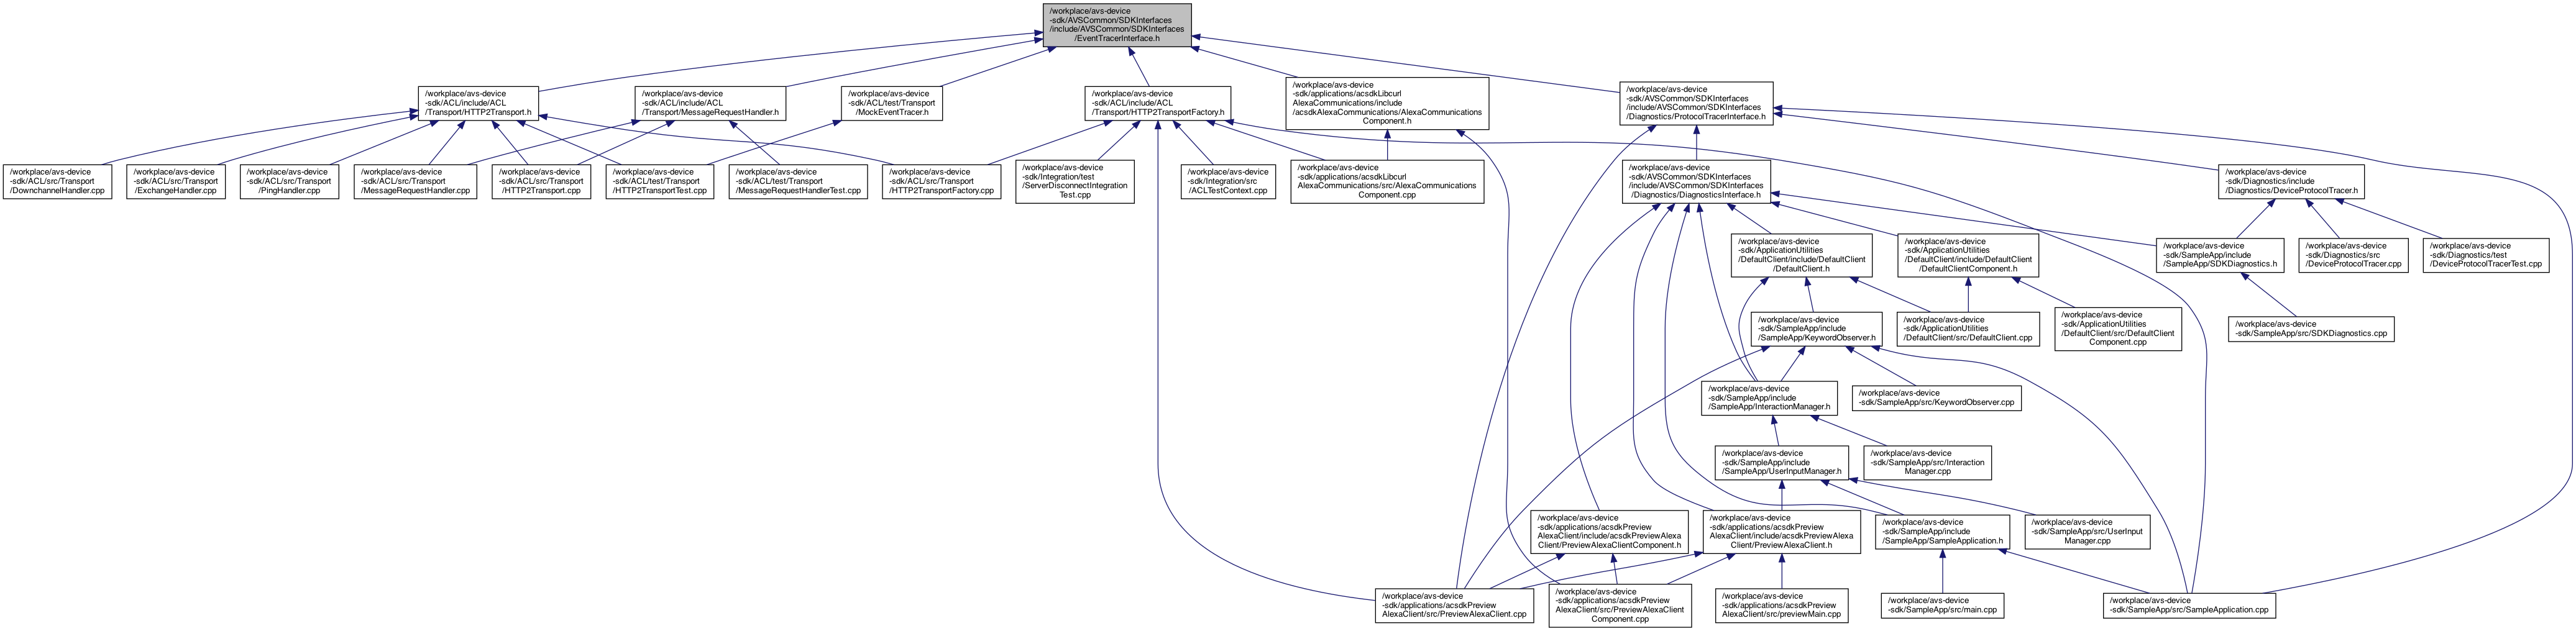 /workplace/avs-device
-sdk/AVSCommon/SDKInterfaces
/include/AVSCommon/SDKInterfaces
/EventTracerInterface.h
/workplace/avs-device
-sdk/ACL/include/ACL
/Transport/HTTP2Transport.h
/workplace/avs-device
-sdk/ACL/include/ACL
/Transport/MessageRequestHandler.h
/workplace/avs-device
-sdk/ACL/test/Transport
/MockEventTracer.h
/workplace/avs-device
-sdk/ACL/include/ACL
/Transport/HTTP2TransportFactory.h
/workplace/avs-device
-sdk/applications/acsdkLibcurl
AlexaCommunications/include
/acsdkAlexaCommunications/AlexaCommunications
Component.h
/workplace/avs-device
-sdk/AVSCommon/SDKInterfaces
/include/AVSCommon/SDKInterfaces
/Diagnostics/ProtocolTracerInterface.h
/workplace/avs-device
-sdk/ACL/src/Transport
/DownchannelHandler.cpp
/workplace/avs-device
-sdk/ACL/src/Transport
/ExchangeHandler.cpp
/workplace/avs-device
-sdk/ACL/src/Transport
/PingHandler.cpp
/workplace/avs-device
-sdk/ACL/src/Transport
/MessageRequestHandler.cpp
/workplace/avs-device
-sdk/ACL/src/Transport
/HTTP2Transport.cpp
/workplace/avs-device
-sdk/ACL/test/Transport
/HTTP2TransportTest.cpp
/workplace/avs-device
-sdk/ACL/test/Transport
/MessageRequestHandlerTest.cpp
/workplace/avs-device
-sdk/ACL/src/Transport
/HTTP2TransportFactory.cpp
/workplace/avs-device
-sdk/Integration/test
/ServerDisconnectIntegration
Test.cpp
/workplace/avs-device
-sdk/Integration/src
/ACLTestContext.cpp
/workplace/avs-device
-sdk/applications/acsdkLibcurl
AlexaCommunications/src/AlexaCommunications
Component.cpp
/workplace/avs-device
-sdk/AVSCommon/SDKInterfaces
/include/AVSCommon/SDKInterfaces
/Diagnostics/DiagnosticsInterface.h
/workplace/avs-device
-sdk/Diagnostics/include
/Diagnostics/DeviceProtocolTracer.h
/workplace/avs-device
-sdk/ApplicationUtilities
/DefaultClient/include/DefaultClient
/DefaultClient.h
/workplace/avs-device
-sdk/ApplicationUtilities
/DefaultClient/include/DefaultClient
/DefaultClientComponent.h
/workplace/avs-device
-sdk/SampleApp/include
/SampleApp/SDKDiagnostics.h
/workplace/avs-device
-sdk/Diagnostics/src
/DeviceProtocolTracer.cpp
/workplace/avs-device
-sdk/Diagnostics/test
/DeviceProtocolTracerTest.cpp
/workplace/avs-device
-sdk/SampleApp/include
/SampleApp/KeywordObserver.h
/workplace/avs-device
-sdk/ApplicationUtilities
/DefaultClient/src/DefaultClient.cpp
/workplace/avs-device
-sdk/ApplicationUtilities
/DefaultClient/src/DefaultClient
Component.cpp
/workplace/avs-device
-sdk/SampleApp/src/SDKDiagnostics.cpp
/workplace/avs-device
-sdk/SampleApp/include
/SampleApp/InteractionManager.h
/workplace/avs-device
-sdk/SampleApp/src/KeywordObserver.cpp
/workplace/avs-device
-sdk/SampleApp/include
/SampleApp/UserInputManager.h
/workplace/avs-device
-sdk/SampleApp/src/Interaction
Manager.cpp
/workplace/avs-device
-sdk/applications/acsdkPreview
AlexaClient/include/acsdkPreviewAlexa
Client/PreviewAlexaClientComponent.h
/workplace/avs-device
-sdk/applications/acsdkPreview
AlexaClient/include/acsdkPreviewAlexa
Client/PreviewAlexaClient.h
/workplace/avs-device
-sdk/SampleApp/include
/SampleApp/SampleApplication.h
/workplace/avs-device
-sdk/SampleApp/src/UserInput
Manager.cpp
/workplace/avs-device
-sdk/applications/acsdkPreview
AlexaClient/src/PreviewAlexaClient.cpp
/workplace/avs-device
-sdk/applications/acsdkPreview
AlexaClient/src/PreviewAlexaClient
Component.cpp
/workplace/avs-device
-sdk/applications/acsdkPreview
AlexaClient/src/previewMain.cpp
/workplace/avs-device
-sdk/SampleApp/src/main.cpp
/workplace/avs-device
-sdk/SampleApp/src/SampleApplication.cpp